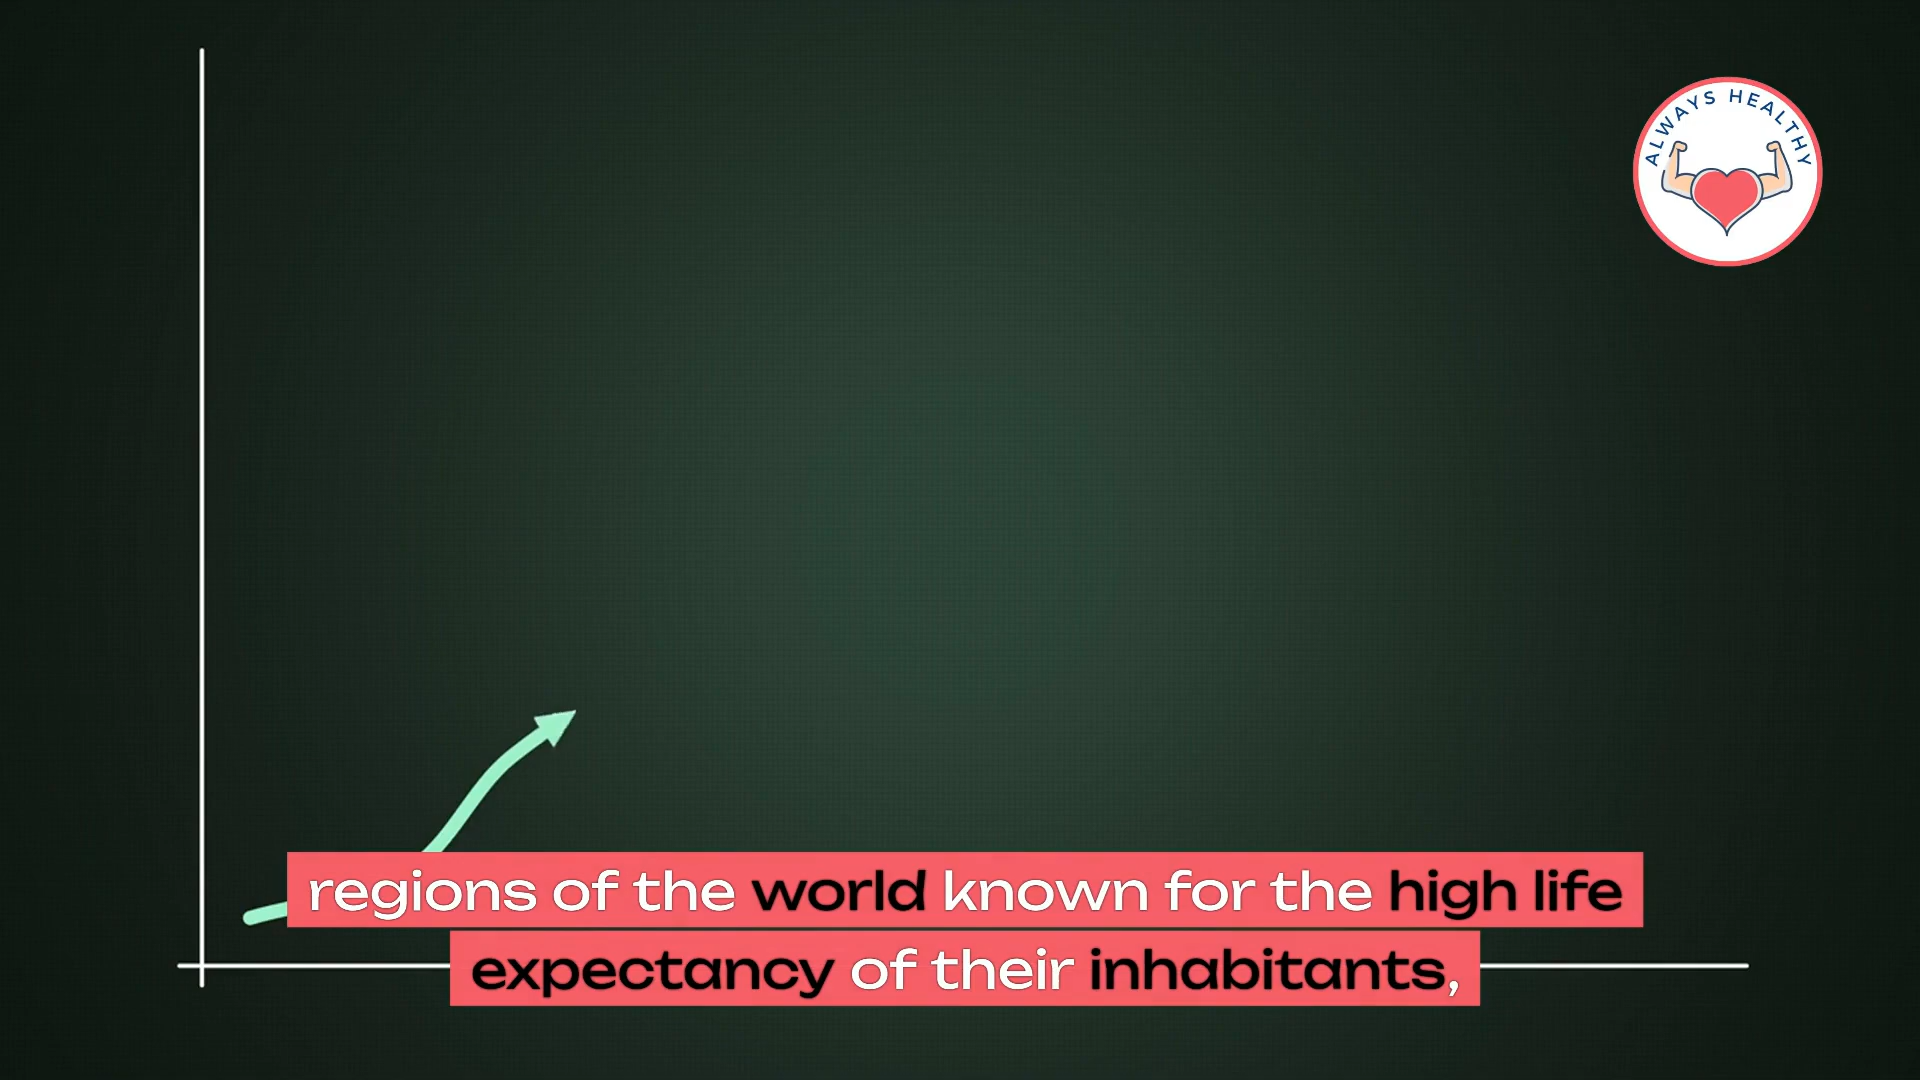 ALWAYS HEALTHY
regions of the world known for the high life
expectancy of their inhabitants,